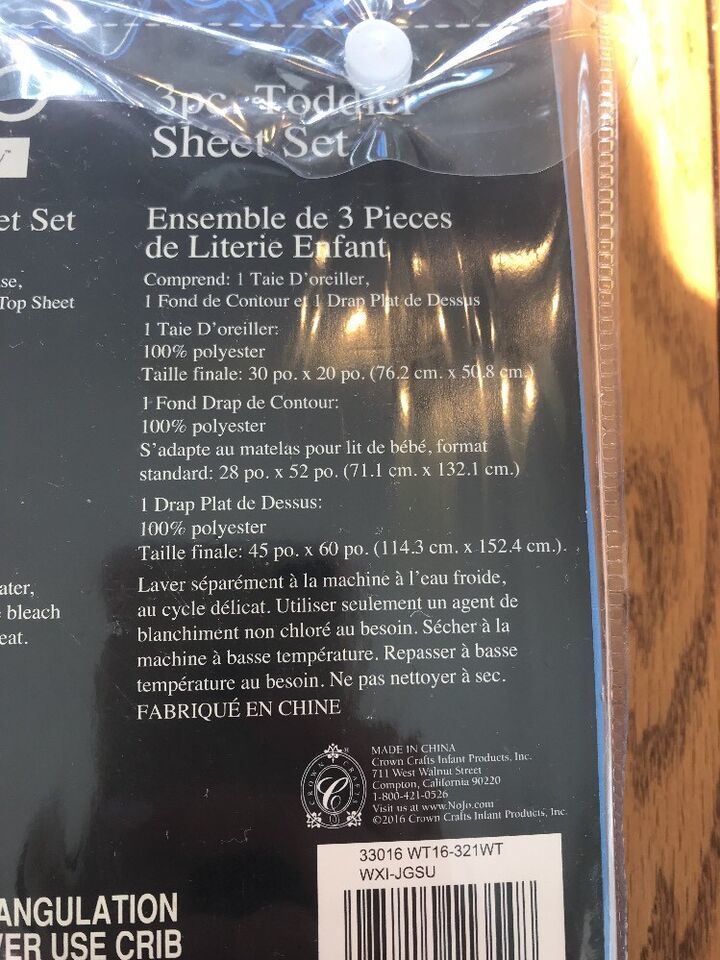 3pc. Toddler
Sheet Set
et Set
Ensemble de 3 Pieces
de Literie Enfant
se,
Top Sheet
Comprend: 1 Taie D'oreiller,
1 Fond de Contour et 1 Drap Plat de Dessus
1 Taie D'oreiller:
100% polyester
Taille finale: 30 po. x 20 po. (76.2 cm. x 50.8 cm.)
1 Fond Drap de Contour:
100% polyester
S'adapte au matelas pour lit de bébé, format
standard: 28 po. x 52 po. (71.1 cm. x 132.1 cm.)
1 Drap Plat de Dessus:
100% polyester
Taille finale: 45 po. x 60 po. (114.3 cm. x 152.4 cm.).
ater,
bleach
eat.
Laver séparément à la machine à l'eau froide,
au cycle délicat. Utiliser seulement un agent de
blanchiment non chloré au besoin. Sécher à la
machine à basse température. Repasser à basse
température au besoin. Ne pas nettoyer à sec.
FABRIQUÉ EN CHINE
CROWN CRAFTS
C
MADE IN CHINA
Crown Crafts Infant Products, Inc.
711 West Walnut Street
Compton, California 90220
1-800-421-0526
Visit us at www.NoJo.com
©2016 Crown Crafts Infant Products, Inc.
33016 WT16-321WT
WXI-JGSU
ANGULATION
ER USE CRIB